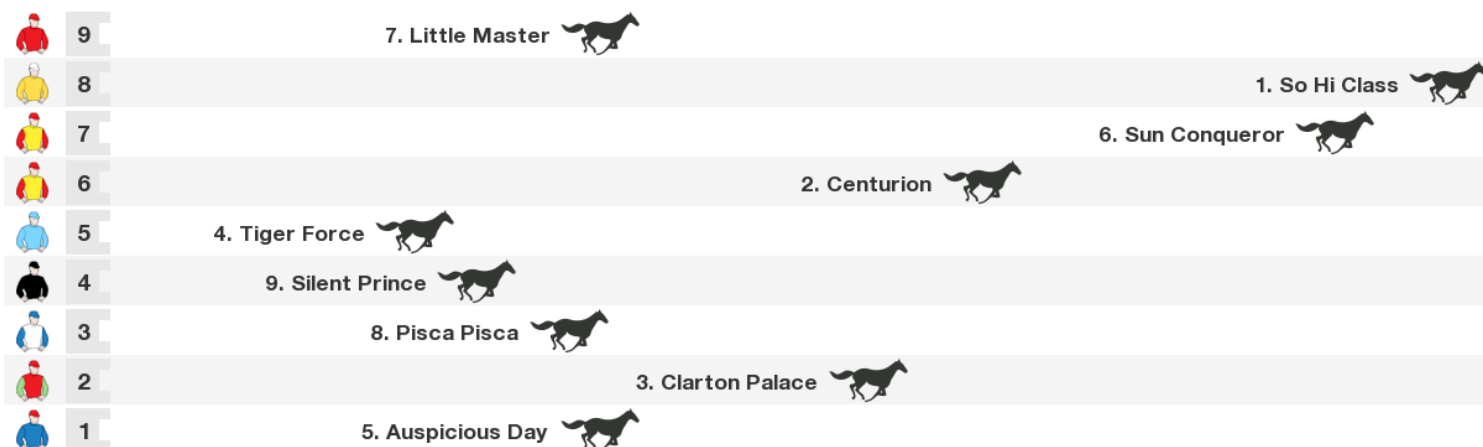 9 7. Little Master
8 1. So Hi Class
7 6. Sun Conqueror
6 2. Centurion
5 4. Tiger Force
4 9. Silent Prince
3 8. Pisca Pisca
2 3. Clarton Palace
1 5. Auspicious Day